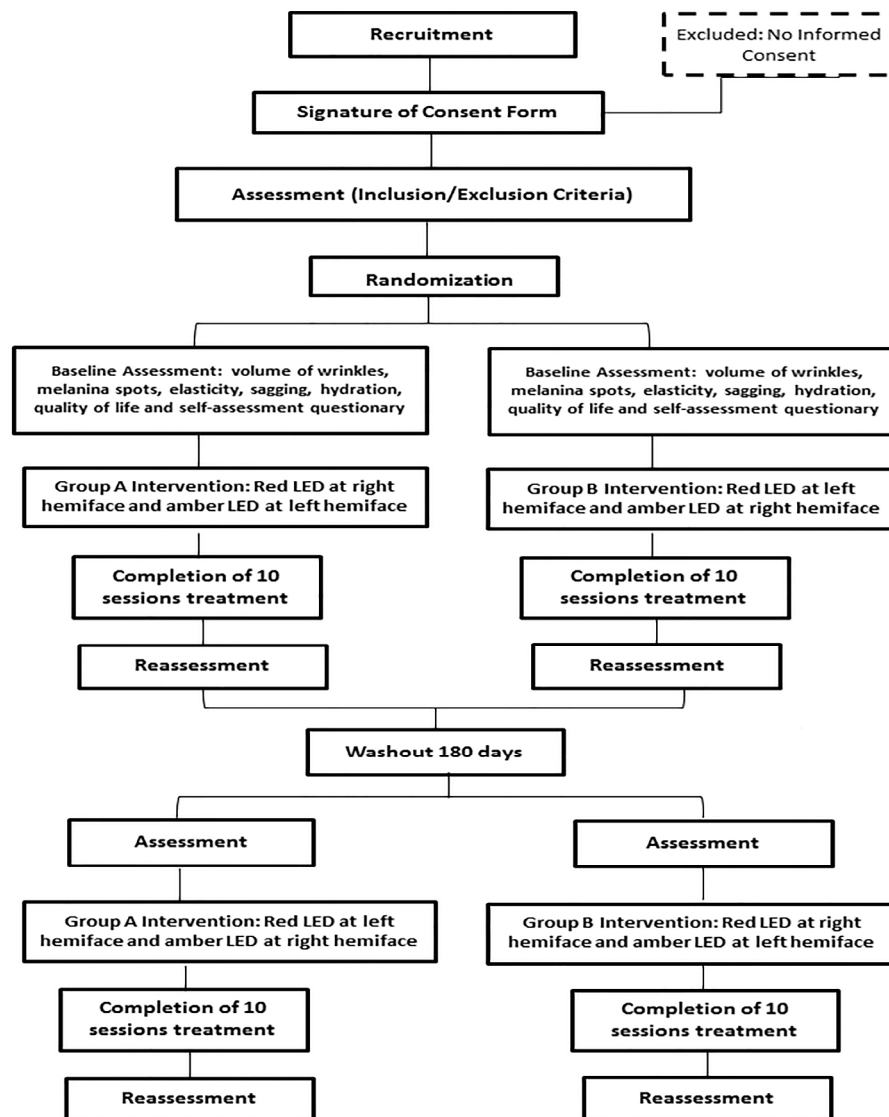 Recruitment
Excluded: No Informed
Consent
Signature of Consent Form
Assessment (Inclusion/Exclusion Criteria)
Randomization
Baseline Assessment: volume of wrinkles,
melanina spots, elasticity, sagging, hydration,
quality of life and self-assessment questionary
Baseline Assessment: volume of wrinkles,
melanina spots, elasticity, sagging, hydration,
quality of life and self-assessment questionary
Group A Intervention: Red LED at right
hemiface and amber LED at left hemiface
Group B Intervention: Red LED at left
hemiface and amber LED at right hemiface
Completion of 10
sessions treatment
Completion of 10
sessions treatment
Reassessment
Reassessment
Washout 180 days
Assessment
Assessment
Group A Intervention: Red LED at left
hemiface and amber LED at right hemiface
Group B Intervention: Red LED at right
hemiface and amber LED at left hemiface
Completion of 10
sessions treatment
Completion of 10
sessions treatment
Reassessment
Reassessment